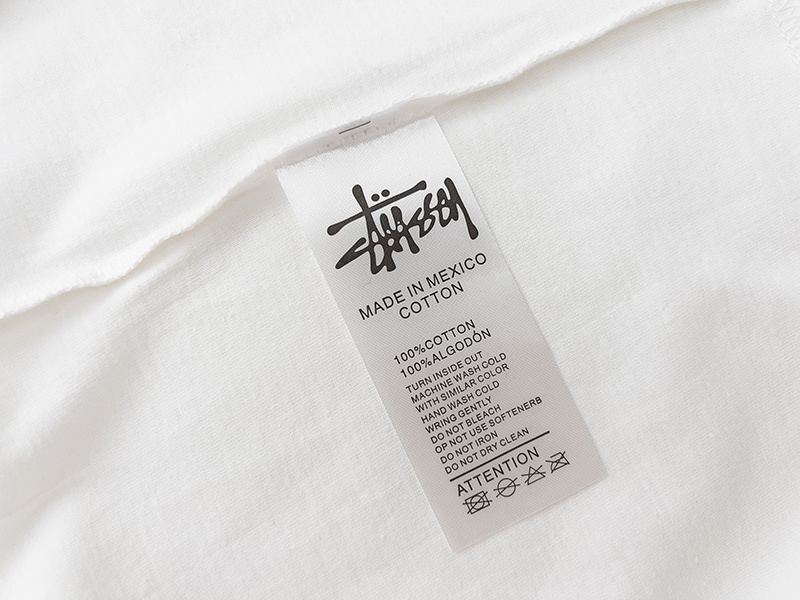 Stüssy
MADE IN MEXICO
COTTON
100%COTTON
100%ALGODÓN
TURN INSIDE OUT
MACHINE WASH COLD
WITH SIMILAR COLOR
HAND WASH COLD
WRING GENTLY
DO NOT BLEACH
OP NOT USE SOFTENERB
DO NOT IRON
DO NOT DRY CLEAN
ATTENTION